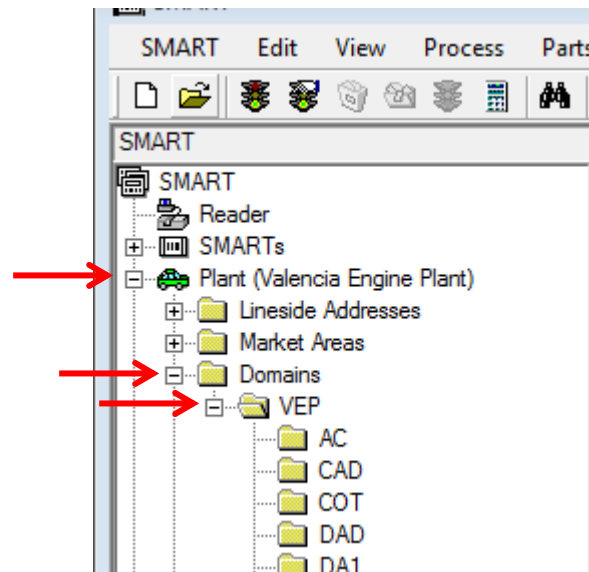 SMART Edit View Process Parts
SMART
SMART
Reader
SMARTs
Plant (Valencia Engine Plant)
Lineside Addresses
Market Areas
Domains
VEP
AC
CAD
COT
DAD
DA1